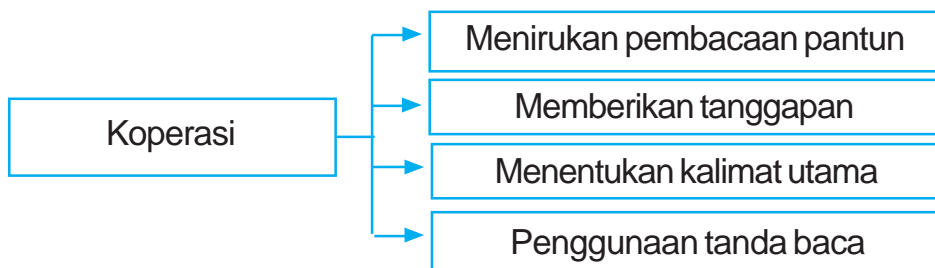 Menirukan pembacaan pantun
Memberikan tanggapan
Koperasi
Menentukan kalimat utama
Penggunaan tanda baca